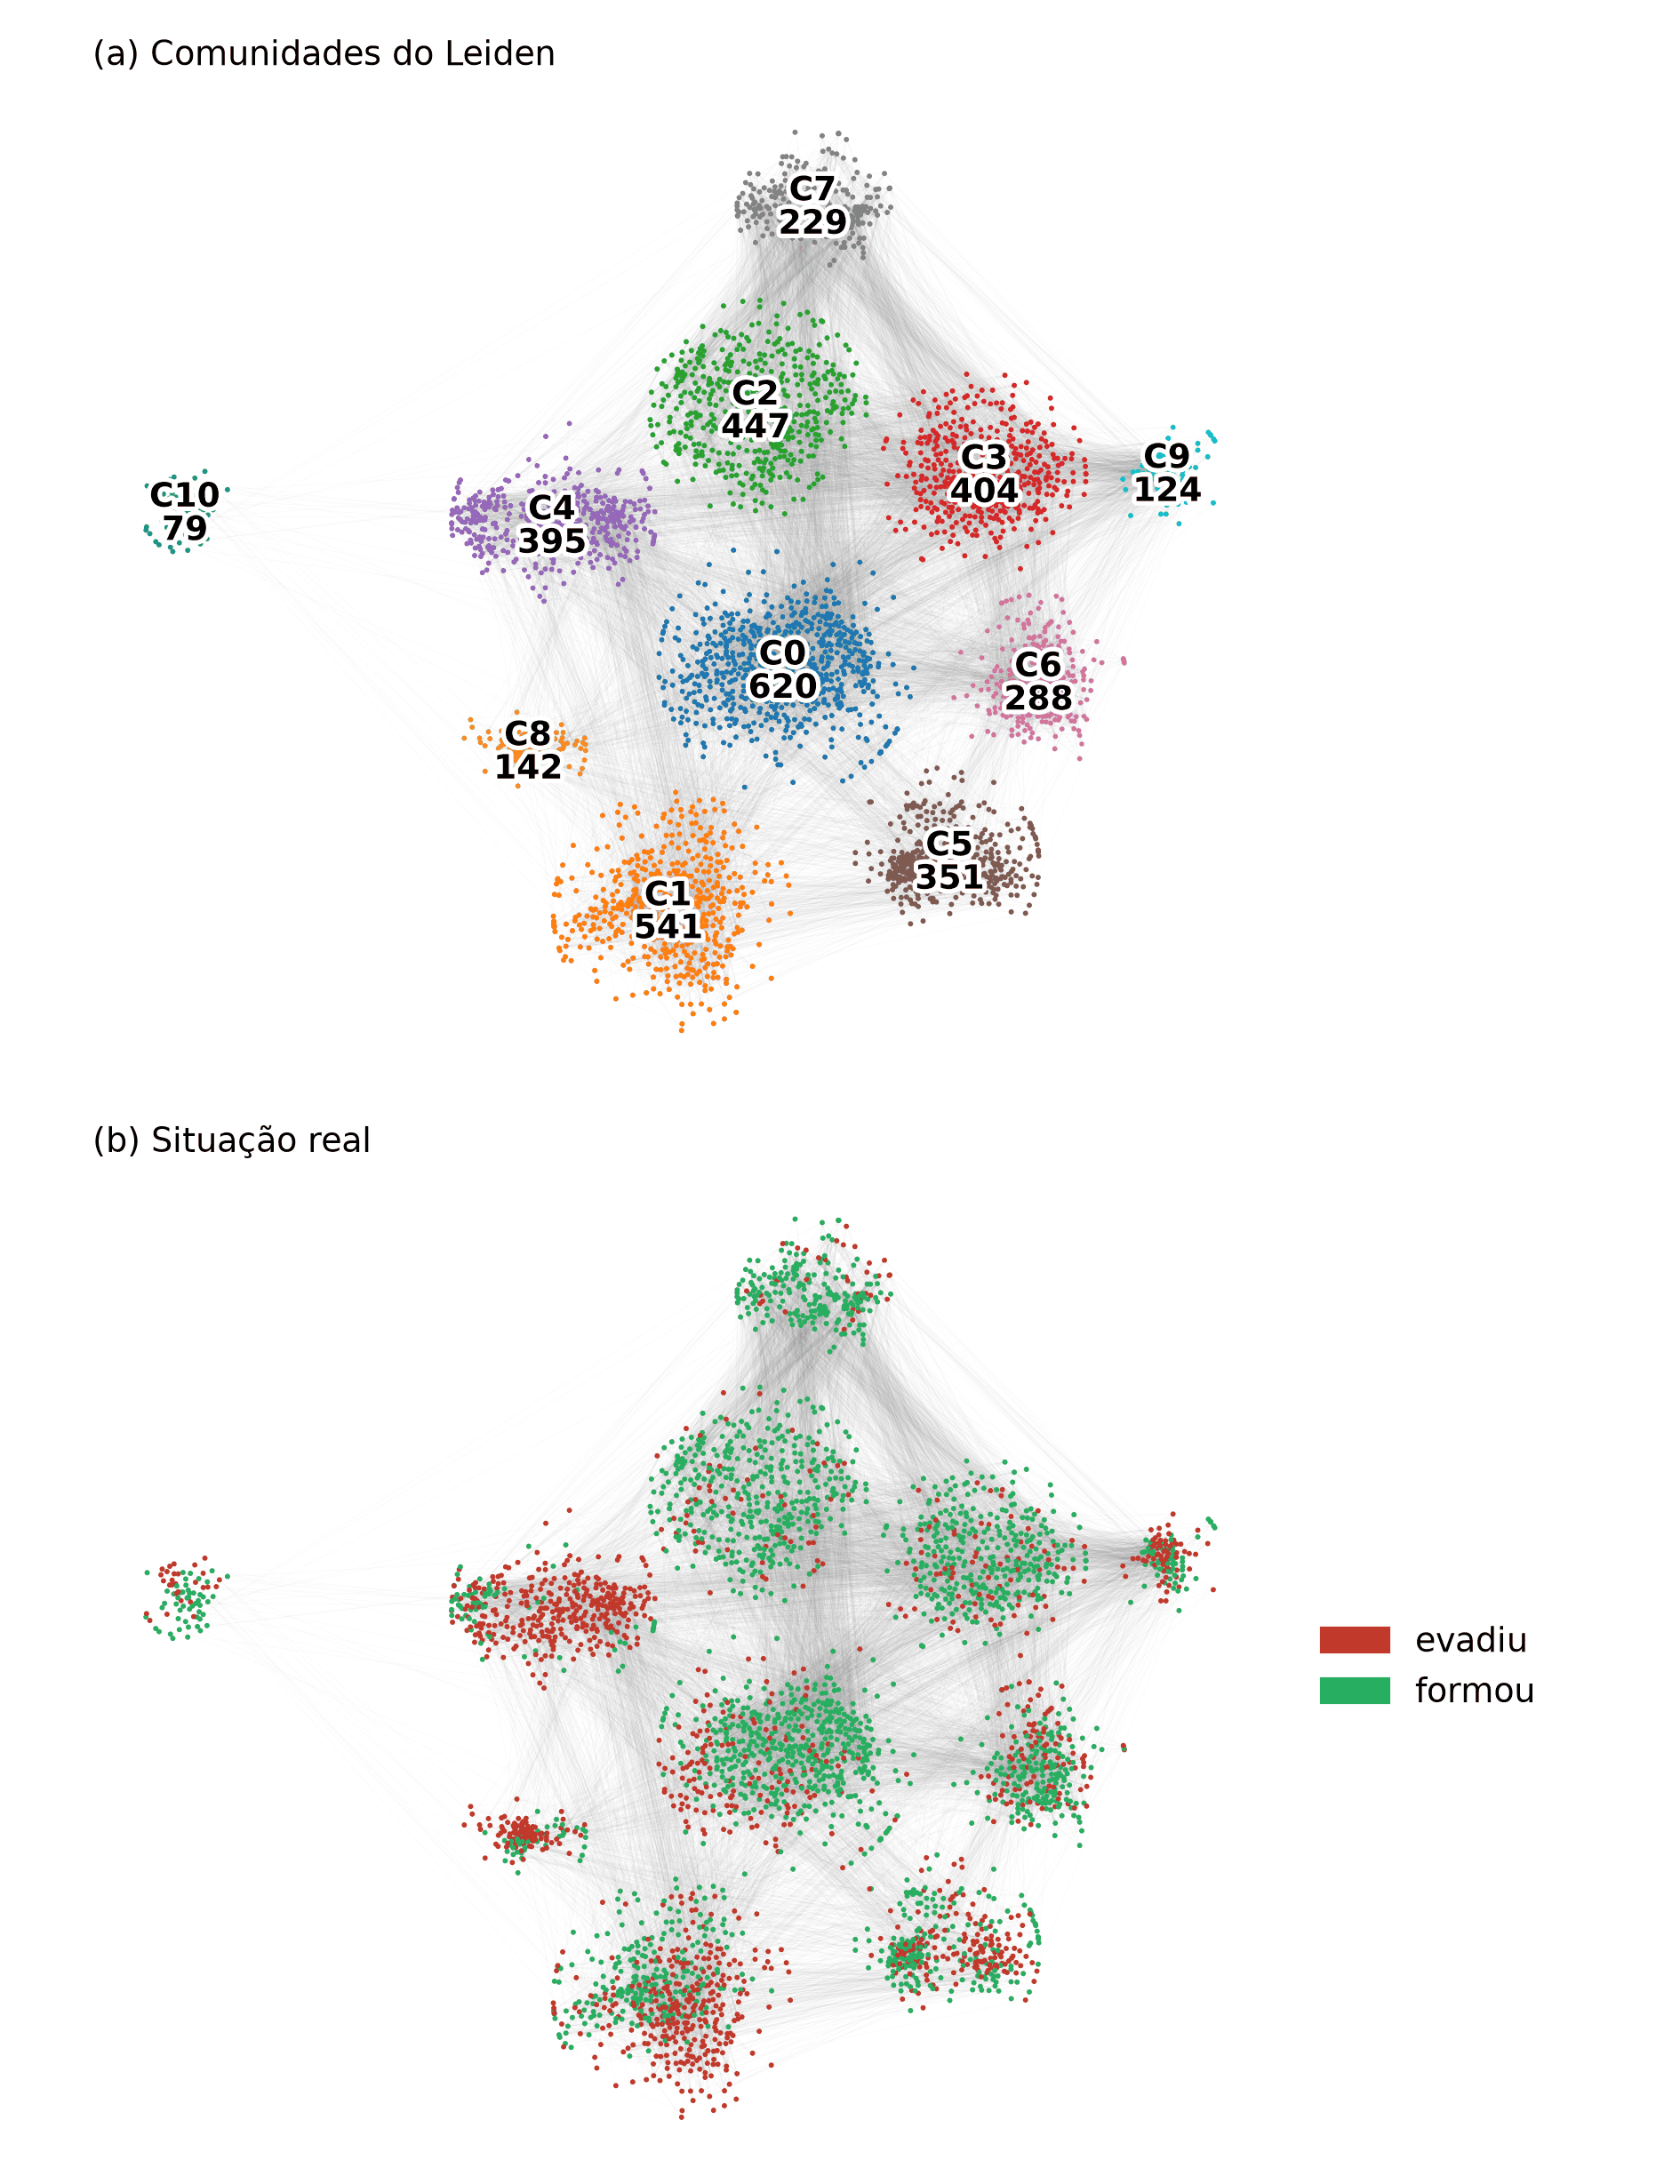 (a) Comunidades do Leiden
C7
229
C2
447
C3
404
C9
124
C10
79
C4
395
C0
620
C6
288
C8
142
C5
351
C1
541
(b) Situação real
evadiu
formou